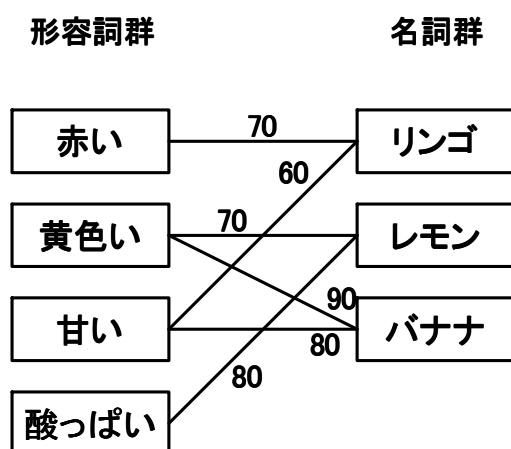 形容詞群 名詞群
赤い 70 リンゴ
60
黄色い 70 レモン
90
甘い 80 バナナ
80
酸っぱい